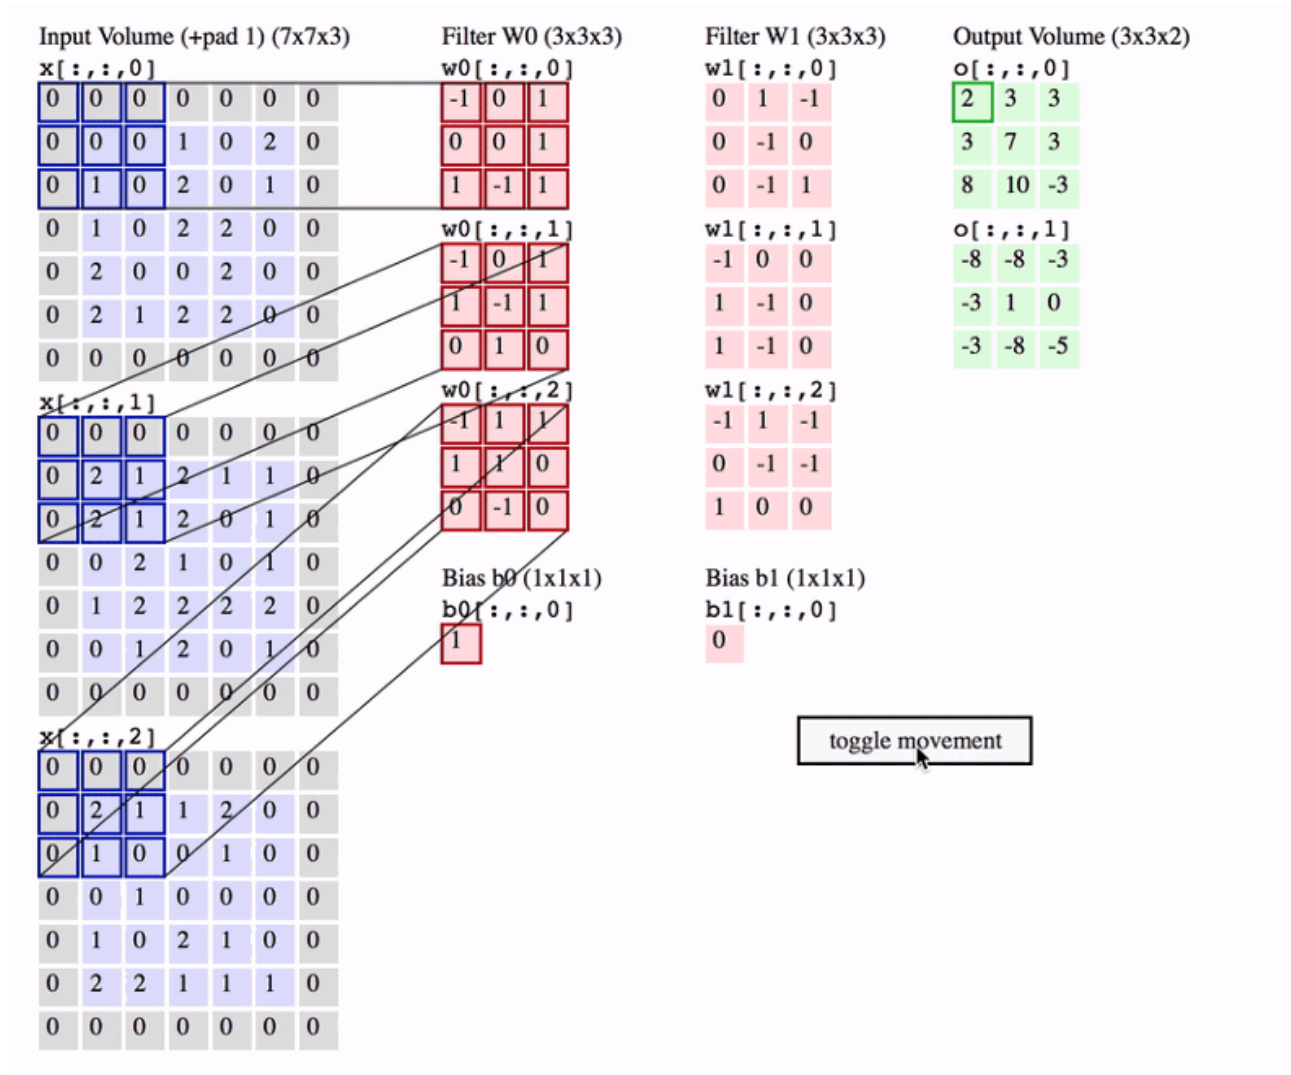 Input Volume (+pad 1) (7x7x3)
x[:,:,0]
0 0 0 0 0 0 0
0 0 0 1 0 2 0
0 1 0 2 0 1 0
0 1 0 2 2 0 0
0 2 0 0 2 0 0
0 2 1 2 2 0 0
0 0 0 0 0 0 0
x[:,:,1]
0 0 0 0 0 0 0
0 2 1 2 1 1 0
0 2 1 2 0 1 0
0 0 2 1 0 1 0
0 1 2 2 2 2 0
0 0 1 2 0 1 0
0 0 0 0 0 0 0
x[:,:,2]
0 0 0 0 0 0 0
0 2 1 1 2 0 0
0 1 0 0 1 0 0
0 0 1 0 0 0 0
0 1 0 2 1 0 0
0 2 2 1 1 1 0
0 0 0 0 0 0 0
Filter W0 (3x3x3)
w0[:,:,0]
-1 0 1
0 0 1
1 -1 1
w0[:,:,1]
-1 0 1
1 -1 1
0 1 0
w0[:,:,2]
-1 1 1
1 1 0
0 -1 0
Bias b0 (1x1x1)
b0[:,:,0]
1
Filter W1 (3x3x3)
w1[:,:,0]
0 1 -1
0 -1 0
0 -1 1
w1[:,:,1]
-1 0 0
1 -1 0
1 -1 0
w1[:,:,2]
-1 1 -1
0 -1 -1
1 0 0
Bias b1 (1x1x1)
b1[:,:,0]
0
Output Volume (3x3x2)
o[:,:,0]
2 3 3
3 7 3
8 10 -3
o[:,:,1]
-8 -8 -3
-3 1 0
-3 -8 -5
toggle movement